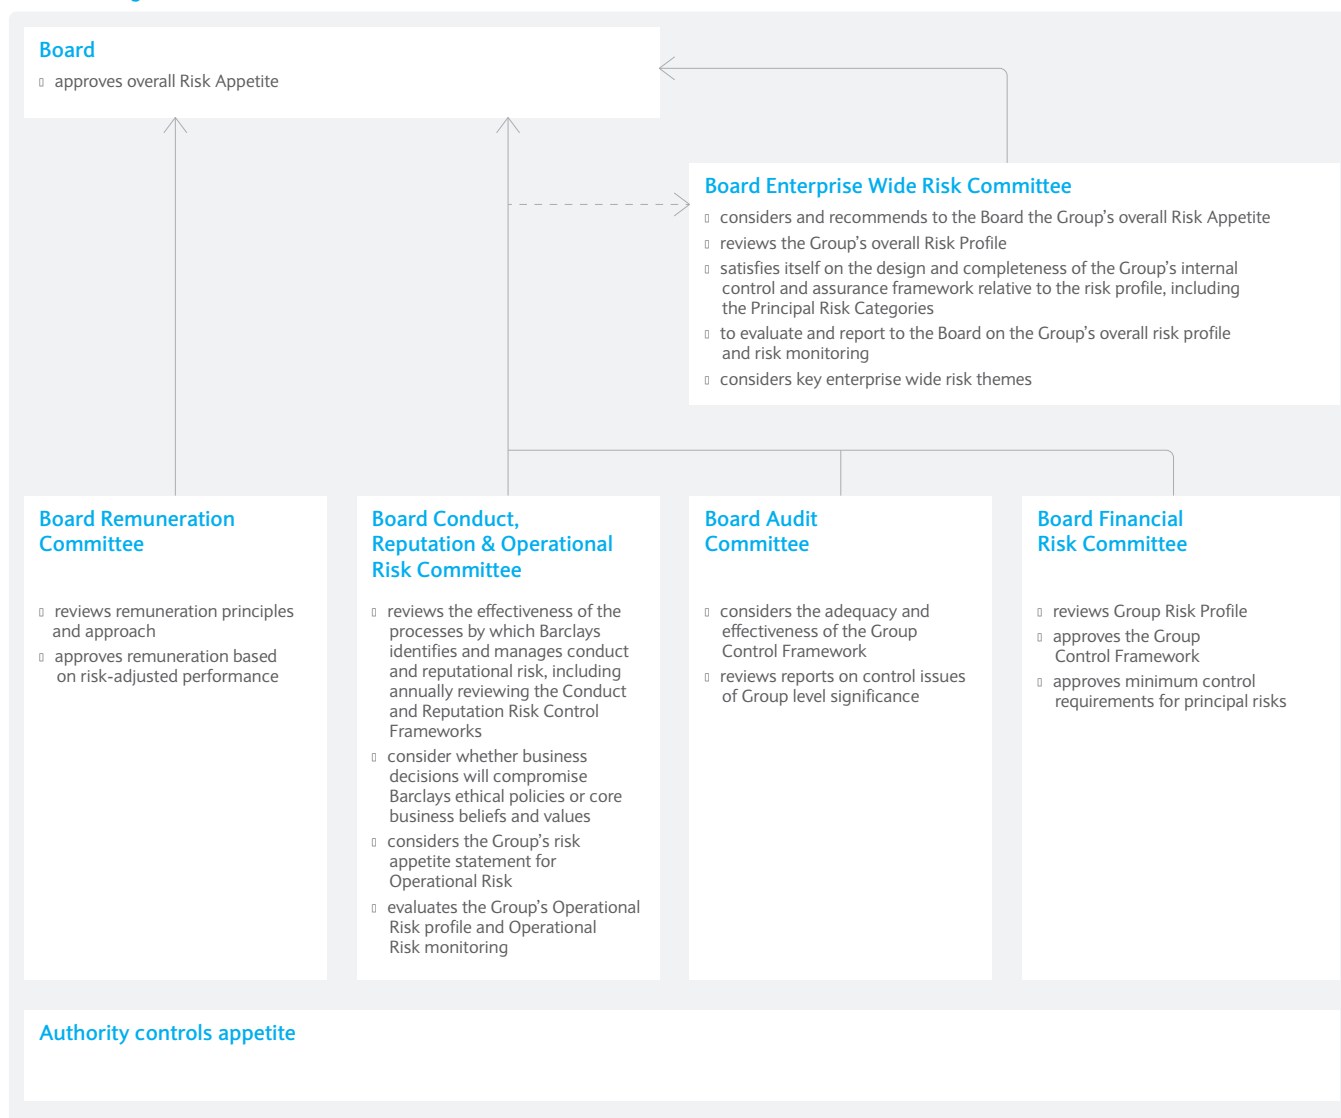 Board
approves overall Risk Appetite
Board Enterprise Wide Risk Committee
considers and recommends to the Board the Group’s overall Risk Appetite
reviews the Group’s overall Risk Profile
satisfies itself on the design and completeness of the Group’s internal
control and assurance framework relative to the risk profile, including
the Principal Risk Categories
to evaluate and report to the Board on the Group’s overall risk profile
and risk monitoring
considers key enterprise wide risk themes
Board Remuneration
Committee
reviews remuneration principles
and approach
approves remuneration based
on risk-adjusted performance
Board Conduct,
Reputation & Operational
Risk Committee
reviews the effectiveness of the
processes by which Barclays
identifies and manages conduct
and reputational risk, including
annually reviewing the Conduct
and Reputation Risk Control
Frameworks
consider whether business
decisions will compromise
Barclays ethical policies or core
business beliefs and values
considers the Group’s risk
appetite statement for
Operational Risk
evaluates the Group’s Operational
Risk profile and Operational
Risk monitoring
Board Audit
Committee
considers the adequacy and
effectiveness of the Group
Control Framework
reviews reports on control issues
of Group level significance
Board Financial
Risk Committee
reviews Group Risk Profile
approves the Group
Control Framework
approves minimum control
requirements for principal risks
Authority controls appetite